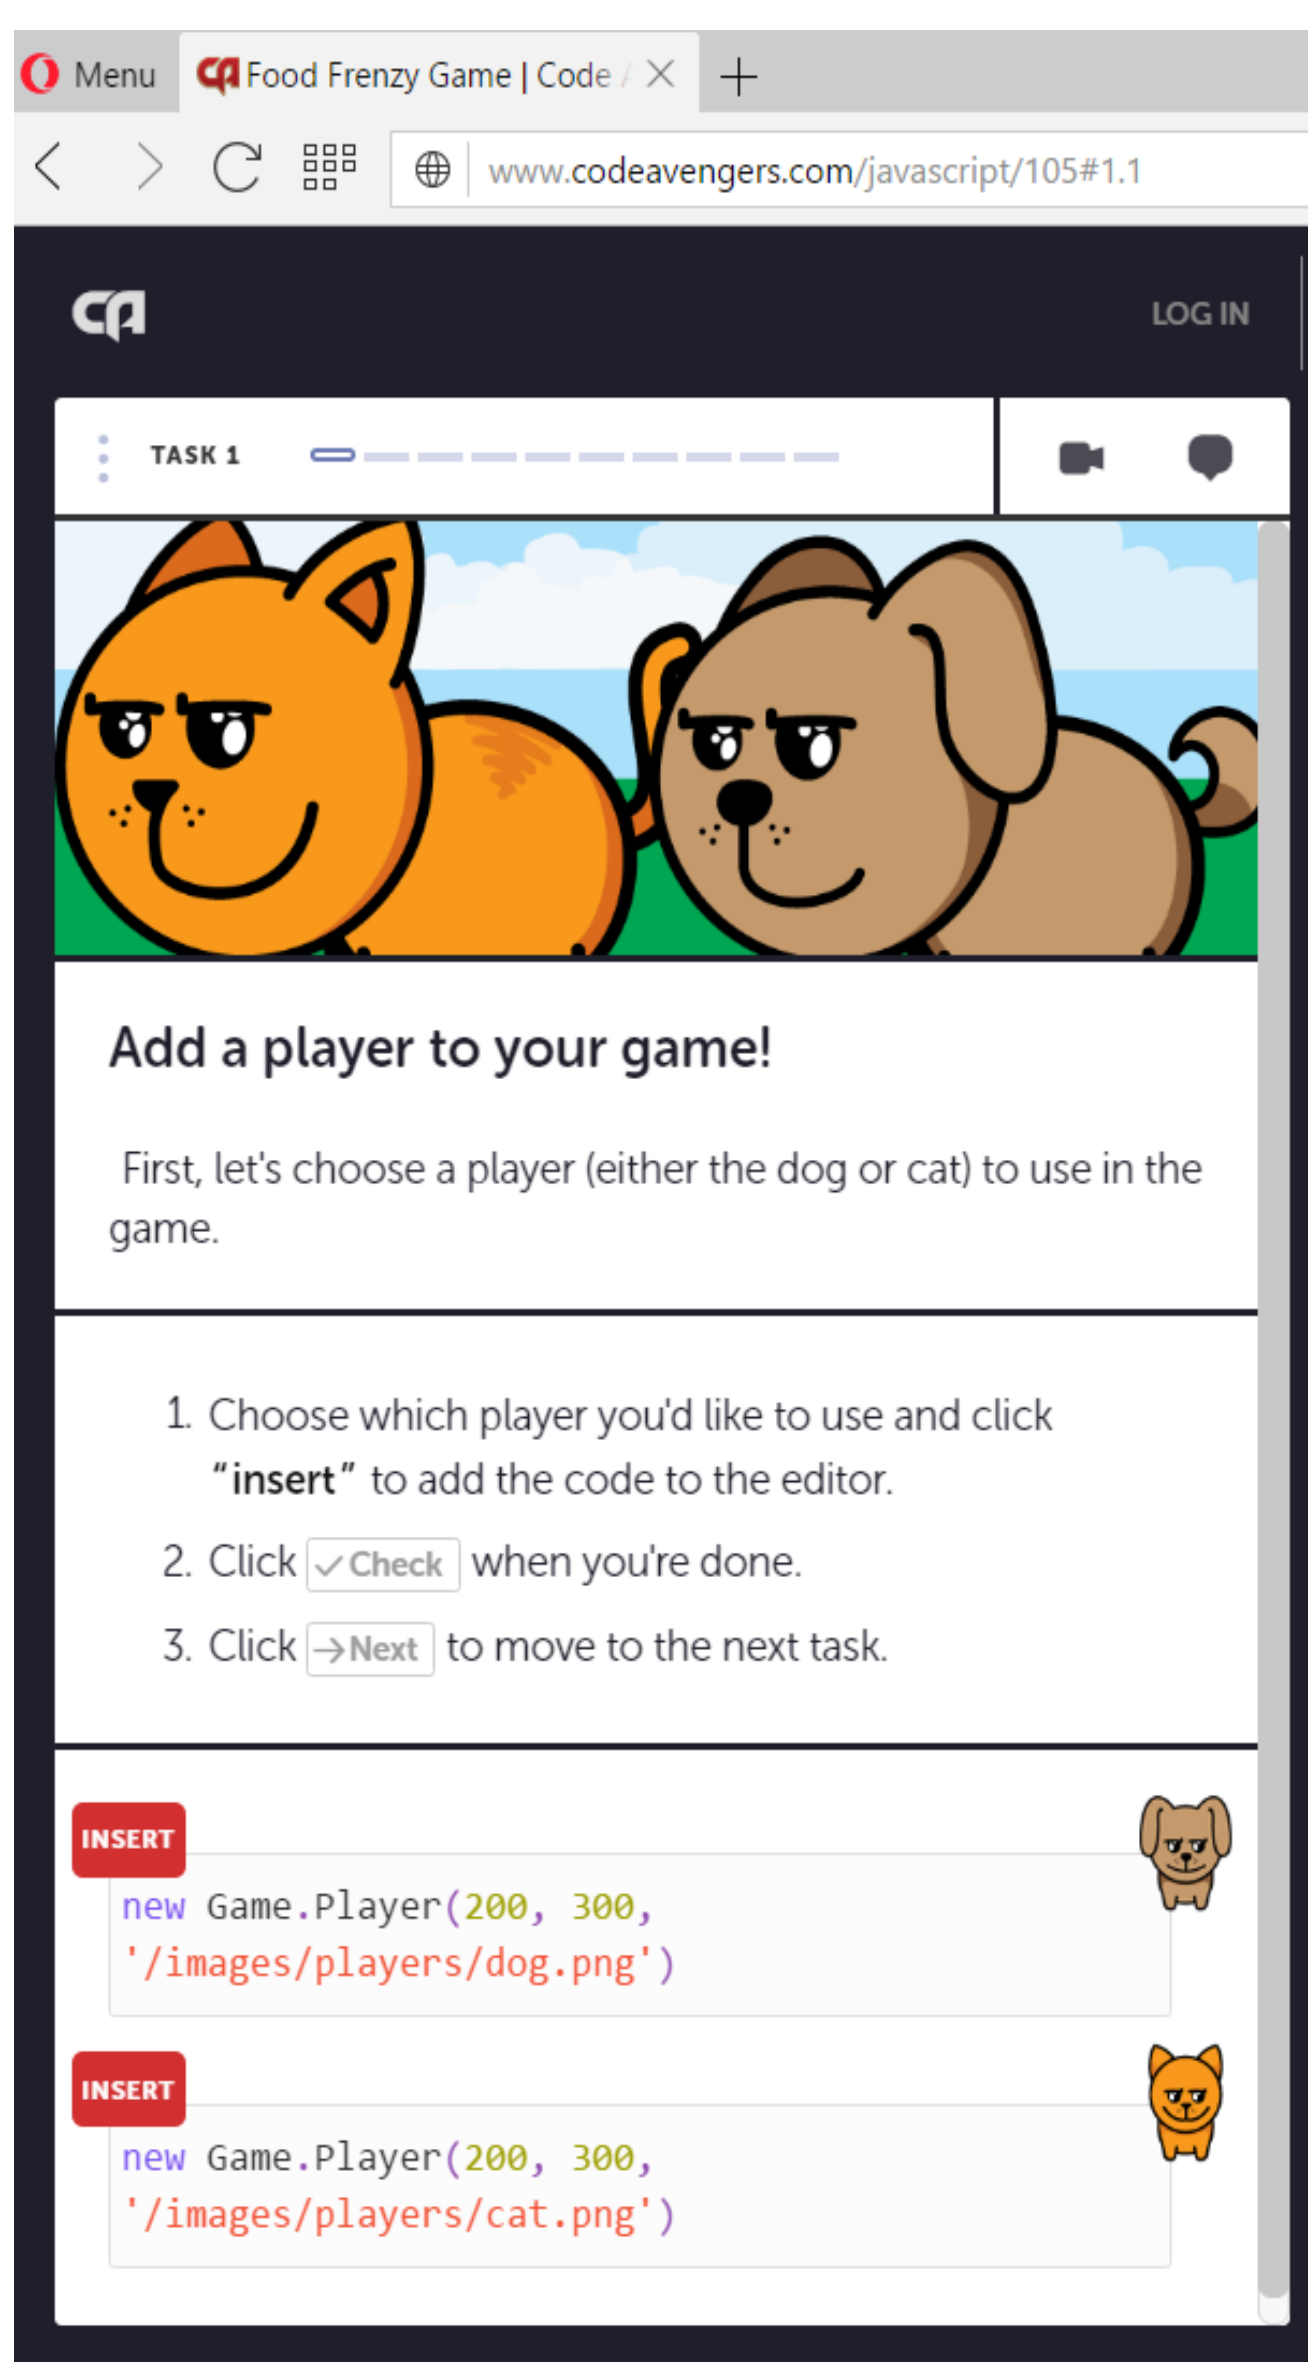 Menu
Food Frenzy Game | Code
www.codeavengers.com/javascript/105#1.1
CA
LOG IN
TASK 1
Add a player to your game!
First, let's choose a player (either the dog or cat) to use in the
game.
1. Choose which player you'd like to use and click
“insert” to add the code to the editor.
2. Click ✓Check when you're done.
3. Click →Next to move to the next task.
INSERT
new Game.Player(200, 300,
'/images/players/dog.png')
INSERT
new Game.Player(200, 300,
'/images/players/cat.png')